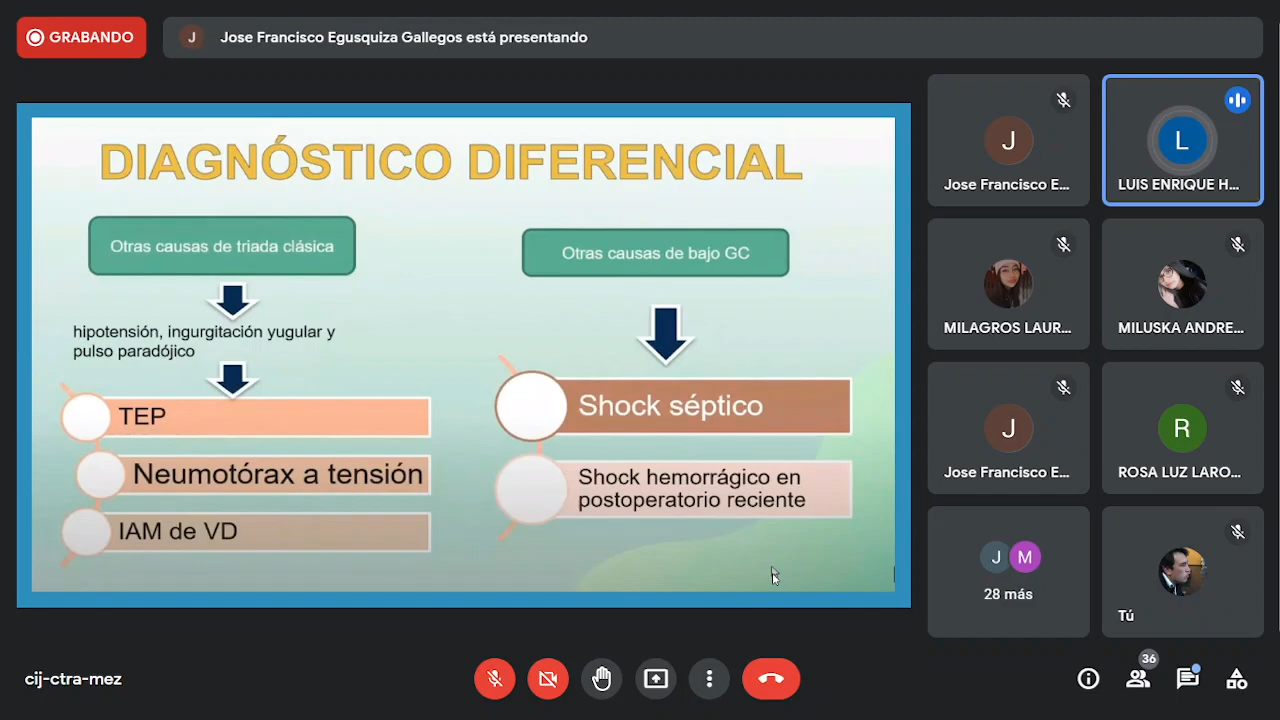 GRABANDO
J
Jose Francisco Egusquiza Gallegos está presentando
DIAGNÓSTICO DIFERENCIAL
Otras causas de triada clásica
hipotensión, ingurgitación yugular y
pulso paradójico
TEP
Neumotórax a tensión
IAM de VD
Otras causas de bajo GC
Shock séptico
Shock hemorrágico en
postoperatorio reciente
J
Jose Francisco E...
L
LUIS ENRIQUE H...
MILAGROS LAUR...
MILUSKA ANDRE...
J
Jose Francisco E...
R
ROSA LUZ LARO...
J M
28 más
Tú
cij-ctra-mez
36